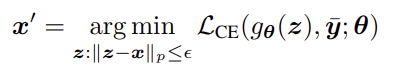 x′ = arg min L_CE(g_θ(z), ȳ; θ)
z:‖z−x‖_p≤ϵ